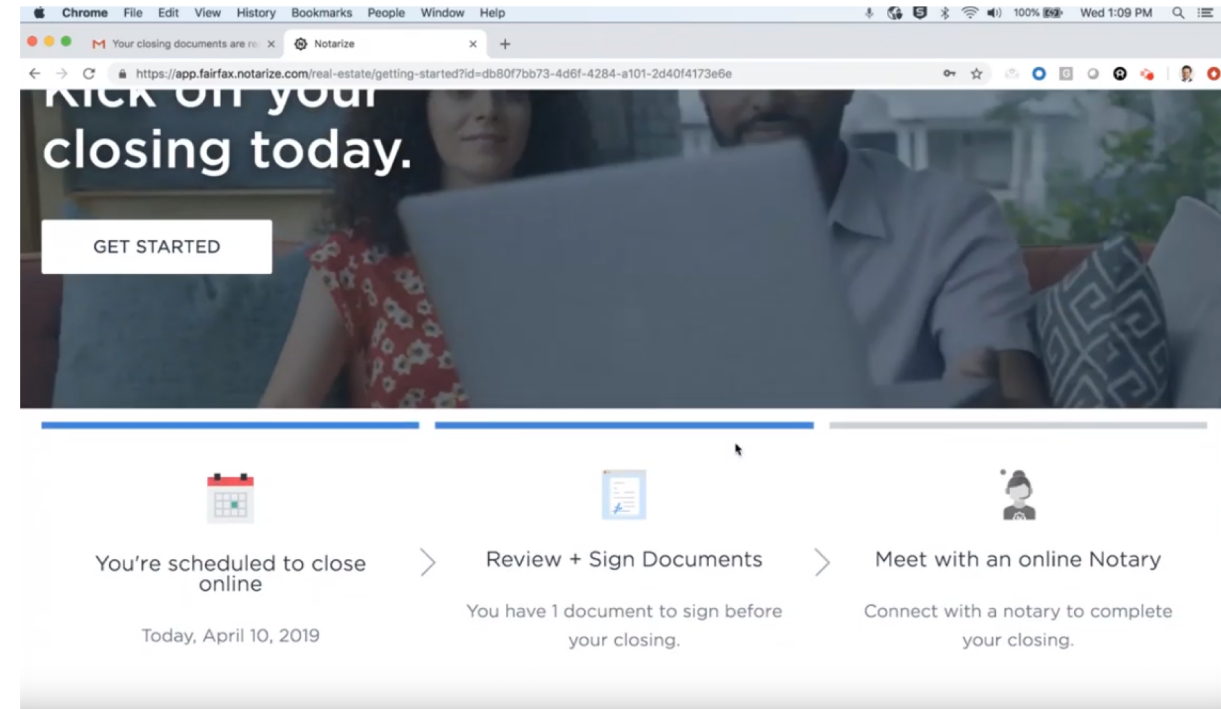 Chrome File Edit View History Bookmarks People Window Help 100% Wed 1:09 PM
Your closing documents are re
Notarize
https://app.fairfax.notarize.com/real-estate/getting-started?id=db80f7bb73-4d6f-4284-a101-2d40f4173e6e
Kick off your
closing today.
GET STARTED
You're scheduled to close
online
Today, April 10, 2019
Review + Sign Documents
You have 1 document to sign before
your closing.
Meet with an online Notary
Connect with a notary to complete
your closing.